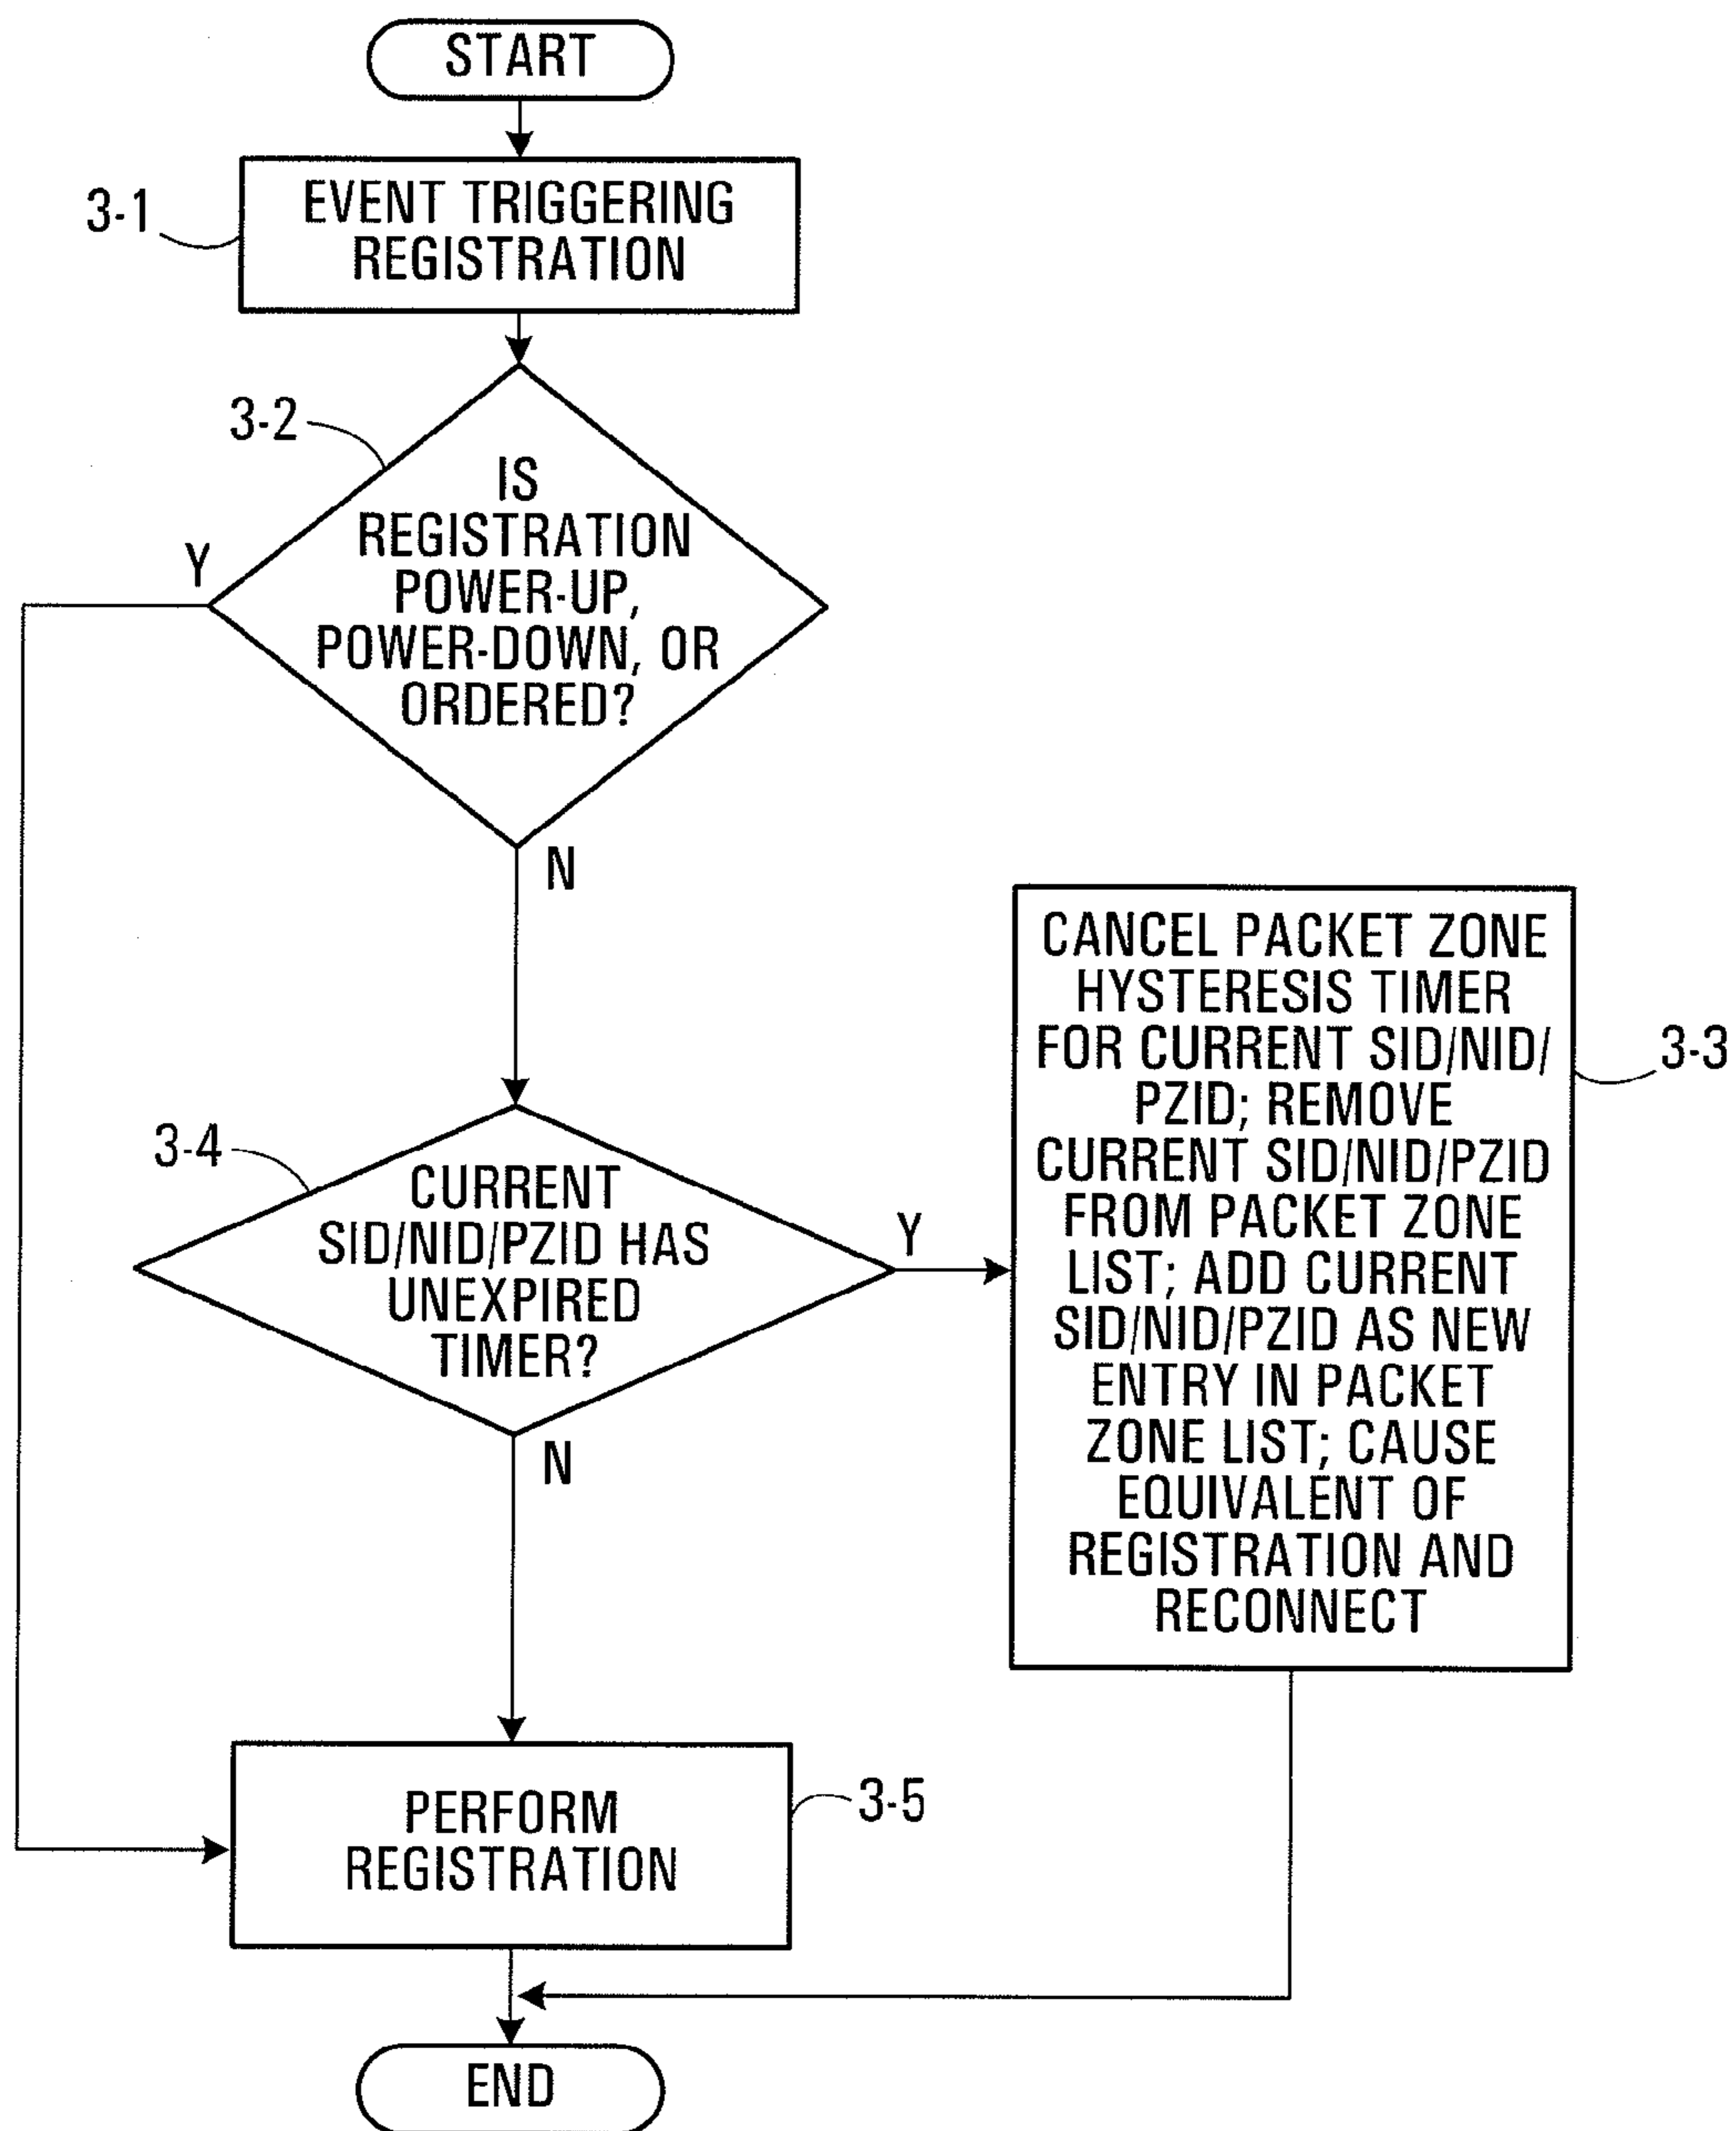 START
3-1
EVENT TRIGGERING
REGISTRATION
3-2
IS
REGISTRATION
POWER-UP,
POWER-DOWN, OR
ORDERED?
Y
N
3-4
CURRENT
SID/NID/PZID HAS
UNEXPIRED
TIMER?
Y
N
CANCEL PACKET ZONE
HYSTERESIS TIMER
FOR CURRENT SID/NID/
PZID; REMOVE
CURRENT SID/NID/PZID
FROM PACKET ZONE
LIST; ADD CURRENT
SID/NID/PZID AS NEW
ENTRY IN PACKET
ZONE LIST; CAUSE
EQUIVALENT OF
REGISTRATION AND
RECONNECT
3-3
PERFORM
REGISTRATION
3-5
END